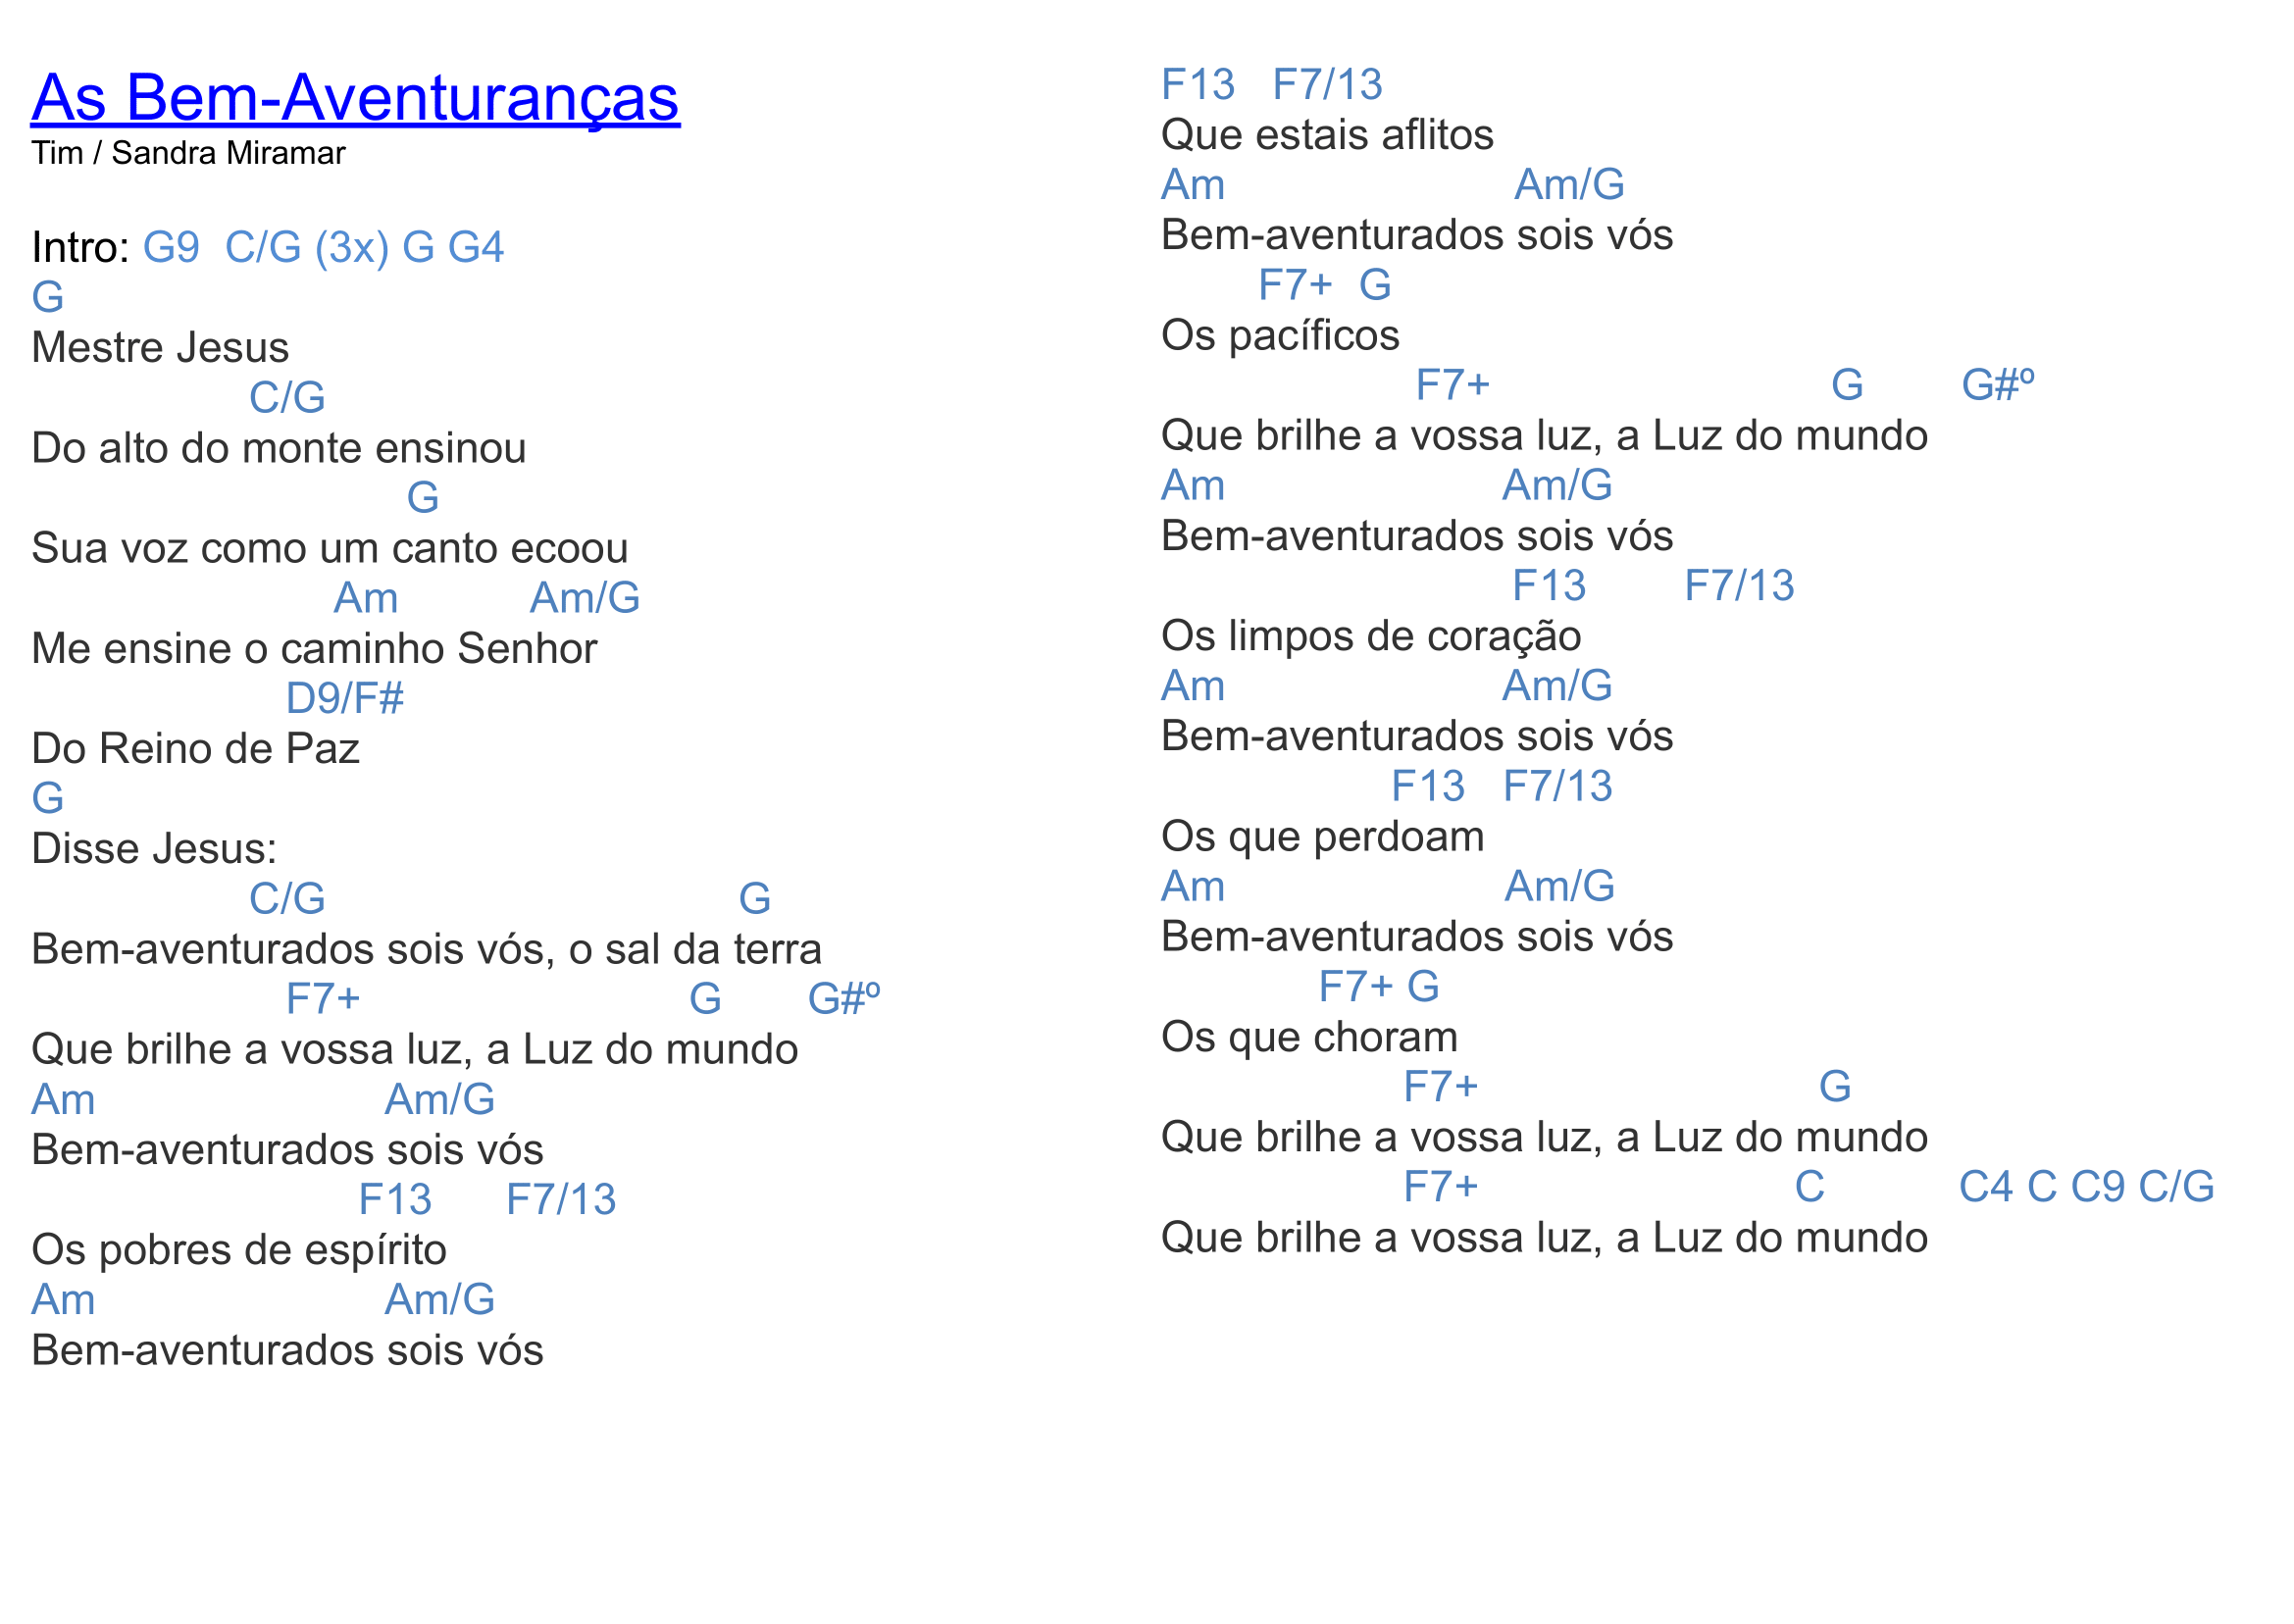 As Bem-Aventuranças
Tim / Sandra Miramar
Intro: G9 C/G (3x) G G4
G
Mestre Jesus
C/G
Do alto do monte ensinou
G
Sua voz como um canto ecoou
Am Am/G
Me ensine o caminho Senhor
D9/F#
Do Reino de Paz
G
Disse Jesus:
C/G G
Bem-aventurados sois vós, o sal da terra
F7+ G G#º
Que brilhe a vossa luz, a Luz do mundo
Am Am/G
Bem-aventurados sois vós
F13 F7/13
Os pobres de espírito
Am Am/G
Bem-aventurados sois vós
F13 F7/13
Que estais aflitos
Am Am/G
Bem-aventurados sois vós
F7+ G
Os pacíficos
F7+ G G#º
Que brilhe a vossa luz, a Luz do mundo
Am Am/G
Bem-aventurados sois vós
F13 F7/13
Os limpos de coração
Am Am/G
Bem-aventurados sois vós
F13 F7/13
Os que perdoam
Am Am/G
Bem-aventurados sois vós
F7+ G
Os que choram
F7+ G
Que brilhe a vossa luz, a Luz do mundo
F7+ C C4 C C9 C/G
Que brilhe a vossa luz, a Luz do mundo